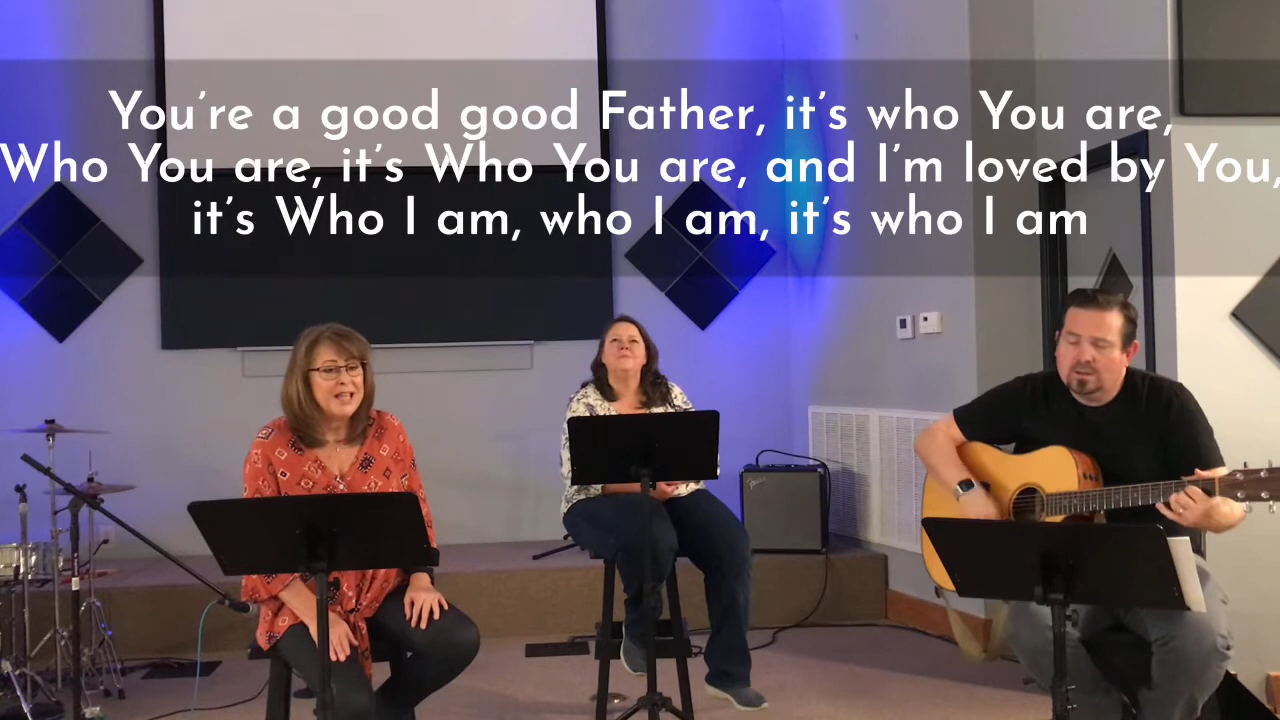 You're a good good Father, it's who You are,
Who You are, it's Who You are, and I'm loved by You,
it's Who I am, who I am, it's who I am